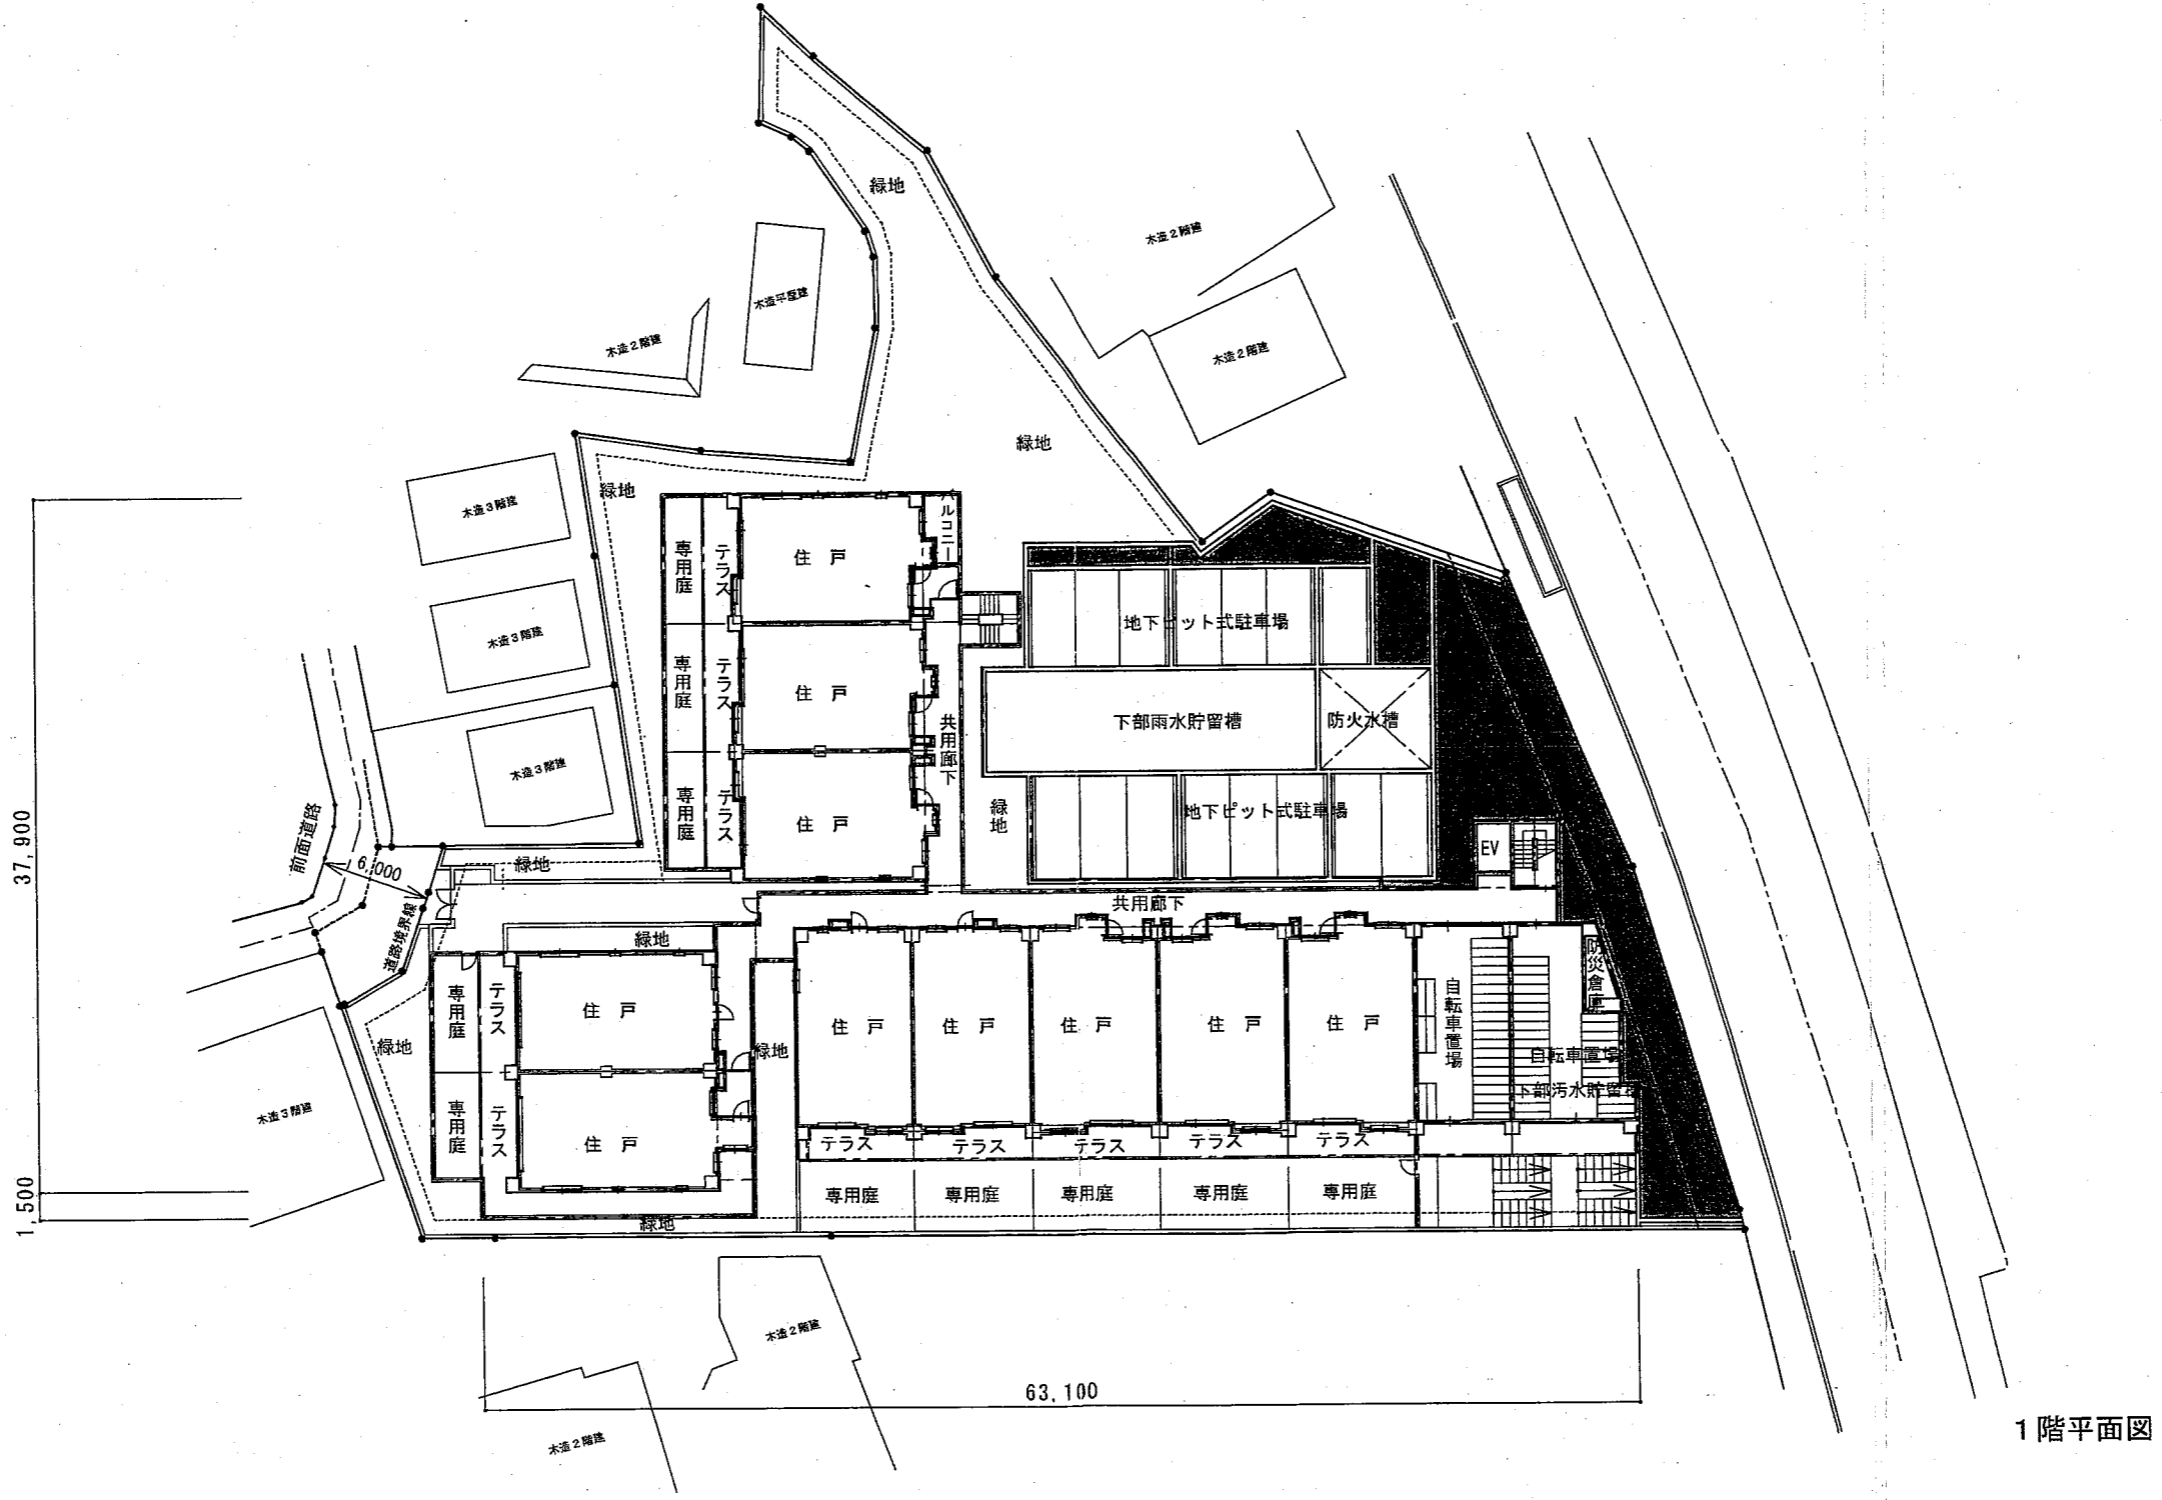 緑地
木造２階建
木造平屋建
木造２階建
木造２階建
緑地
緑地
木造３階建
バルコニー
専用庭
テラス
住　戸
木造３階建
地下ピット式駐車場
専用庭
テラス
住　戸
共用廊下
下部雨水貯留槽
防火水槽
木造３階建
専用庭
テラス
住　戸
緑地
地下ピット式駐車場
前面道路
6,000
道路境界線
緑地
EV
共用廊下
緑地
専用庭
テラス
住　戸
緑地
住　戸
住　戸
住　戸
住　戸
住　戸
自転車置場
防災倉庫
自転車置場
下部汚水貯留槽
緑地
専用庭
テラス
住　戸
木造３階建
テラス
テラス
テラス
テラス
テラス
専用庭
専用庭
専用庭
専用庭
専用庭
緑地
37,900
1,500
木造２階建
木造２階建
63,100
１階平面図